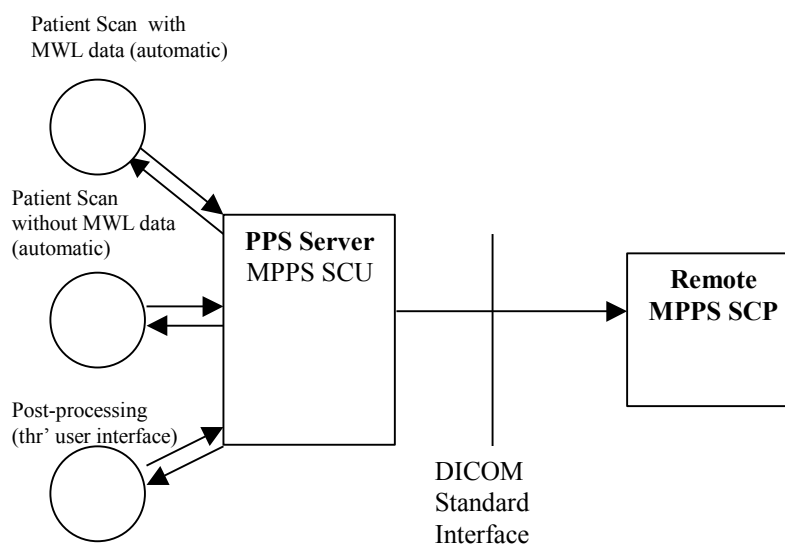 Patient Scan with
MWL data (automatic)
Patient Scan
without MWL data
(automatic)
PPS Server
MPPS SCU
Remote
MPPS SCP
Post-processing
(thr' user interface)
DICOM
Standard
Interface